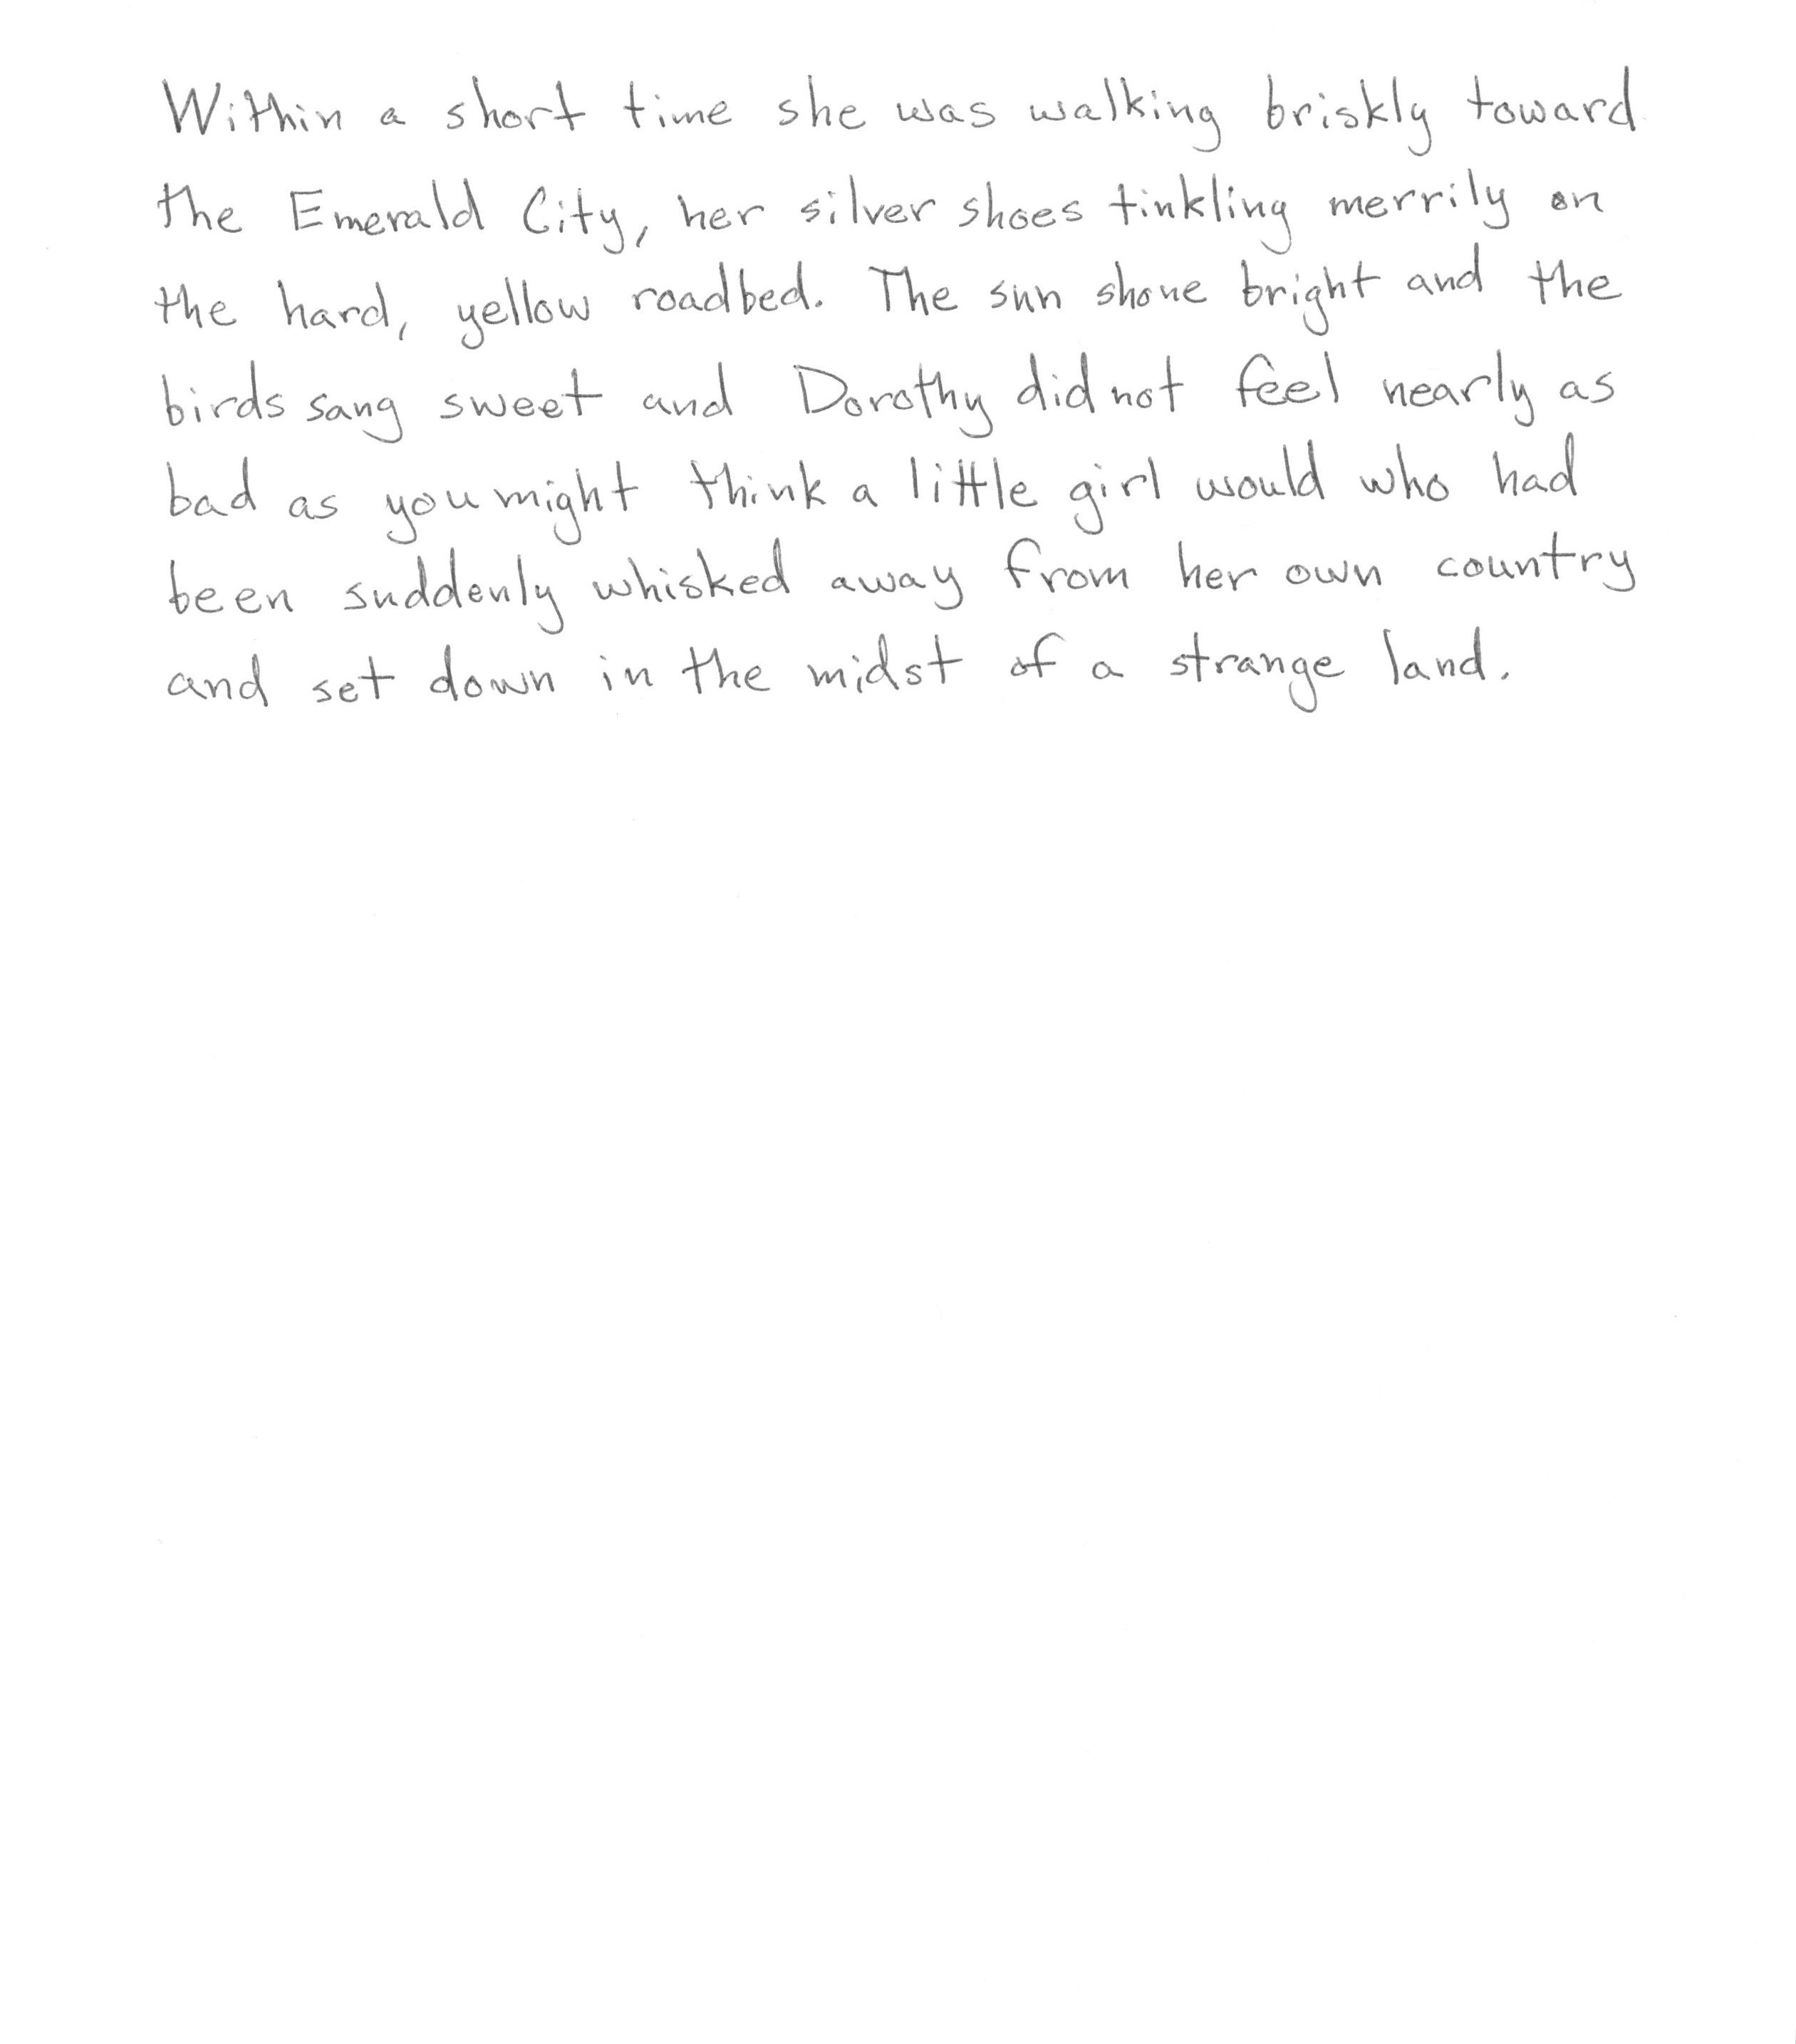 Within a short time she was walking briskly toward
the Emerald City, her silver shoes tinkling merrily on
the hard, yellow roadbed. The sun shone bright and the
birds sang sweet and Dorothy did not feel nearly as
bad as you might think a little girl would who had
been suddenly whisked away from her own country
and set down in the midst of a strange land.